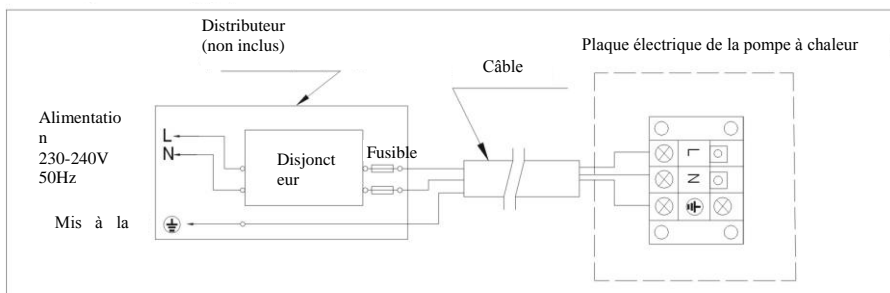 Distributeur
(non inclus)
Plaque électrique de la pompe à chaleur
Câble
Alimentatio
n
230-240V
50Hz
L
N
Disjonct
eur
Fusible
Mis à la
L
N